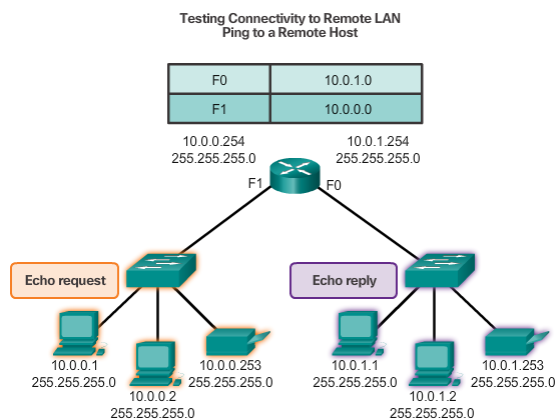 Testing Connectivity to Remote LAN
Ping to a Remote Host
F0 10.0.1.0
F1 10.0.0.0
10.0.0.254
255.255.255.0
10.0.1.254
255.255.255.0
F1
F0
Echo request
Echo reply
10.0.0.1
255.255.255.0
10.0.0.2
255.255.255.0
10.0.0.253
255.255.255.0
10.0.1.1
255.255.255.0
10.0.1.2
255.255.255.0
10.0.1.253
255.255.255.0